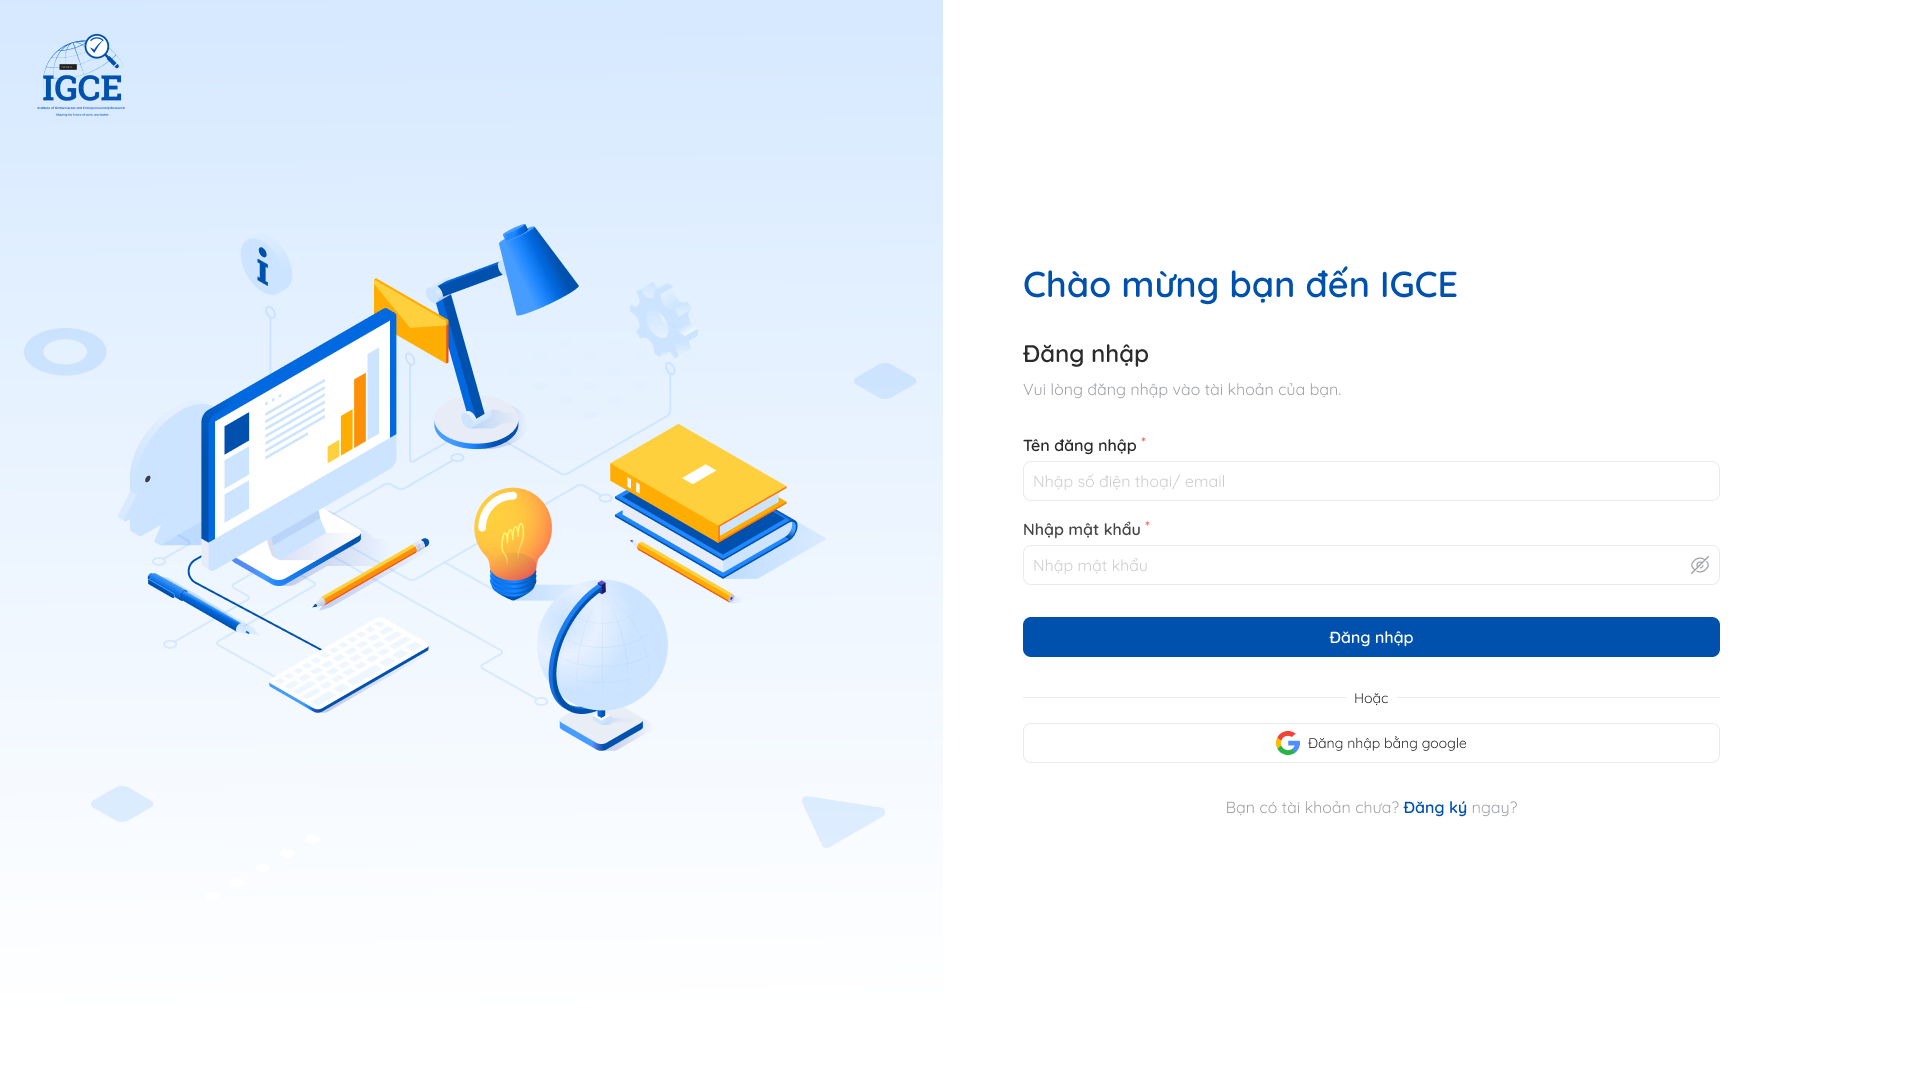 IGCE
Chào mừng bạn đến IGCE
Đăng nhập
Vui lòng đăng nhập vào tài khoản của bạn.
Tên đăng nhập *
Nhập số điện thoại/ email
Nhập mật khẩu *
Nhập mật khẩu
Đăng nhập
Hoặc
Đăng nhập bằng google
Bạn có tài khoản chưa? Đăng ký ngay?